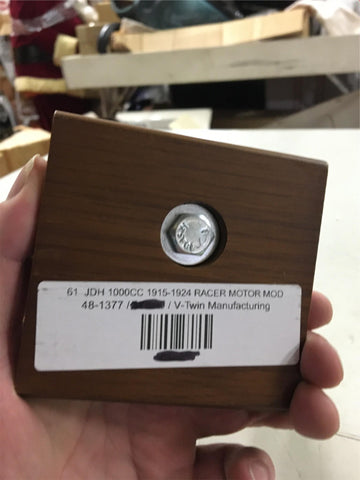 61 JDH 1000CC 1915-1924 RACER MOTOR MOD
48-1377 / / V-Twin Manufacturing